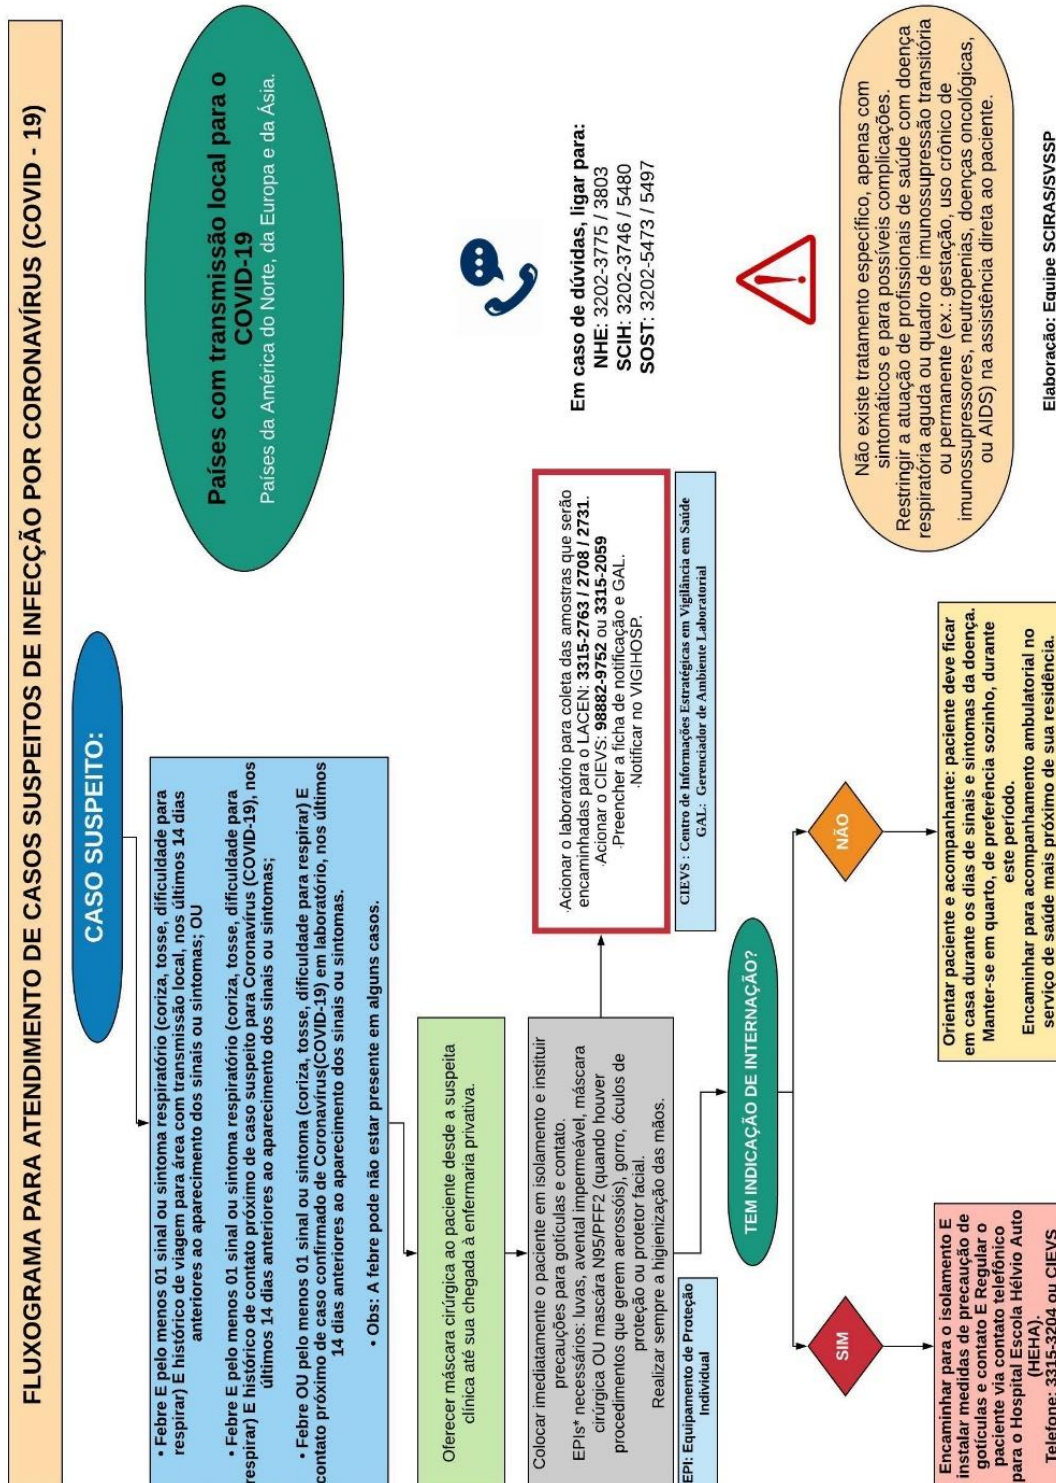 FLUXOGRAMA PARA ATENDIMENTO DE CASOS SUSPEITOS DE INFECÇÃO POR CORONAVÍRUS (COVID - 19)
CASO SUSPEITO:
• Febre E pelo menos 01 sinal ou sintoma respiratório (coriza, tosse, dificuldade para
respirar) E histórico de viagem para área com transmissão local, nos últimos 14 dias
anteriores ao aparecimento dos sinais ou sintomas; OU
• Febre E pelo menos 01 sinal ou sintoma respiratório (coriza, tosse, dificuldade para
respirar) E histórico de contato próximo de caso suspeito para Coronavírus (COVID-19), nos
últimos 14 dias anteriores ao aparecimento dos sinais ou sintomas;
• Febre OU pelo menos 01 sinal ou sintoma (coriza, tosse, dificuldade para respirar) E
contato próximo de caso confirmado de Coronavírus(COVID-19) em laboratório, nos últimos
14 dias anteriores ao aparecimento dos sinais ou sintomas.
• Obs: A febre pode não estar presente em alguns casos.
Países com transmissão local para o
COVID-19
Países da América do Norte, da Europa e da Ásia.
Oferecer máscara cirúrgica ao paciente desde a suspeita
clínica até sua chegada à enfermaria privativa.
Colocar imediatamente o paciente em isolamento e instituir
precauções para gotículas e contato.
EPIs* necessários: luvas, avental impermeável, máscara
cirúrgica OU mascára N95/PFF2 (quando houver
procedimentos que gerem aerossóis), gorro, óculos de
proteção ou protetor facial.
Realizar sempre a higienização das mãos.
EPI: Equipamento de Proteção
Individual
·Acionar o laboratório para coleta das amostras que serão
encaminhadas para o LACEN: 3315-2763 / 2708 / 2731.
·Acionar o CIEVS: 98882-9752 ou 3315-2059
·Preencher a ficha de notificação e GAL.
·Notificar no VIGIHOSP.
CIEVS : Centro de Informações Estratégicas em Vigilância em Saúde
GAL: Gerenciador de Ambiente Laboratorial
Em caso de dúvidas, ligar para:
NHE: 3202-3775 / 3803
SCIH: 3202-3746 / 5480
SOST: 3202-5473 / 5497
TEM INDICAÇÃO DE INTERNAÇÃO?
SIM
NÃO
Encaminhar para o isolamento E
instalar medidas de precaução de
gotículas e contato E Regular o
paciente via contato telefônico
para o Hospital Escola Hélvio Auto
(HEHA).
Telefone: 3315-3204 ou CIEVS
Orientar paciente e acompanhante: paciente deve ficar
em casa durante os dias de sinais e sintomas da doença.
Manter-se em quarto, de preferência sozinho, durante
este período.
Encaminhar para acompanhamento ambulatorial no
serviço de saúde mais próximo de sua residência.
Não existe tratamento específico, apenas com
sintomáticos e para possíveis complicações.
Restringir a atuação de profissionais de saúde com doença
respiratória aguda ou quadro de imunossupressão transitória
ou permanente (ex.: gestação, uso crônico de
imunossupressores, neutropenias, doenças oncológicas,
ou AIDS) na assistência direta ao paciente.
Elaboração: Equipe SCIRAS/SVSSP